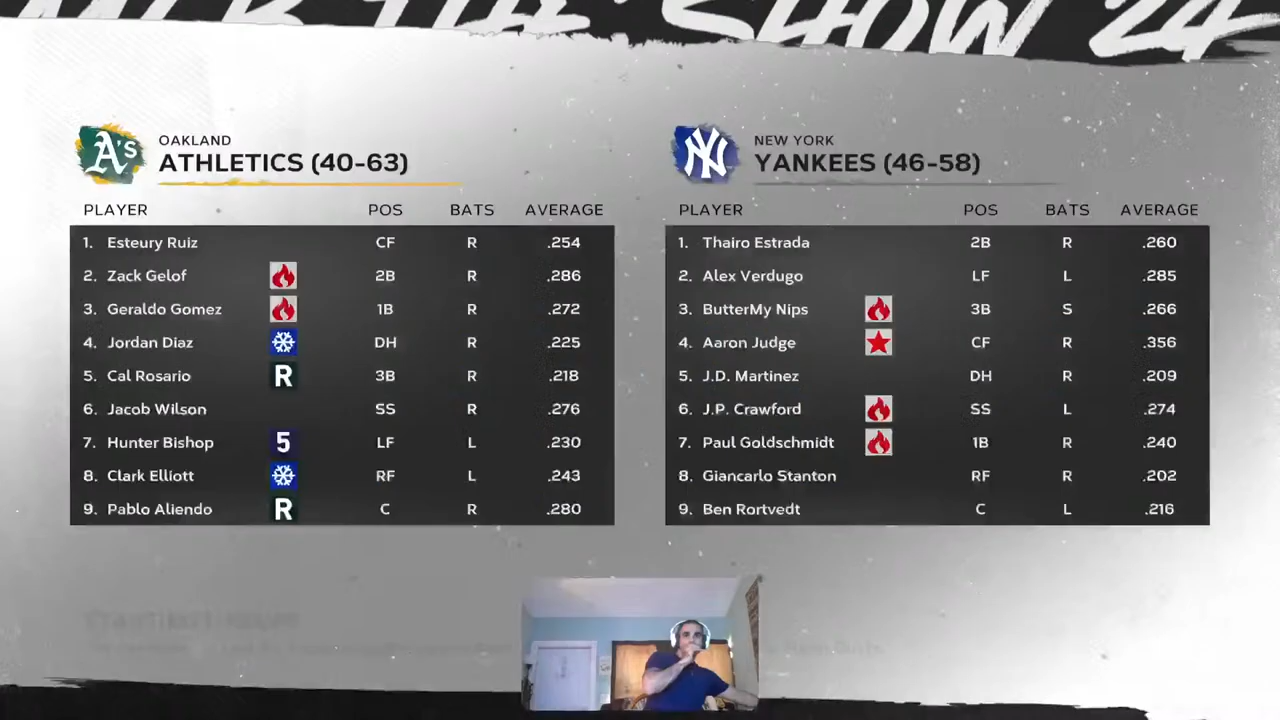 MLB THE SHOW 24
A's
OAKLAND
ATHLETICS (40-63)
PLAYER POS BATS AVERAGE
1. Esteury Ruiz CF R .254
2. Zack Gelof 2B R .286
3. Geraldo Gomez 1B R .272
4. Jordan Diaz DH R .225
5. Cal Rosario R 3B R .218
6. Jacob Wilson SS R .276
7. Hunter Bishop 5 LF L .230
8. Clark Elliott RF L .243
9. Pablo Aliendo R C R .280
NY
NEW YORK
YANKEES (46-58)
PLAYER POS BATS AVERAGE
1. Thairo Estrada 2B R .260
2. Alex Verdugo LF L .285
3. ButterMy Nips 3B S .266
4. Aaron Judge CF R .356
5. J.D. Martinez DH R .209
6. J.P. Crawford SS L .274
7. Paul Goldschmidt 1B R .240
8. Giancarlo Stanton RF R .202
9. Ben Rortvedt C L .216